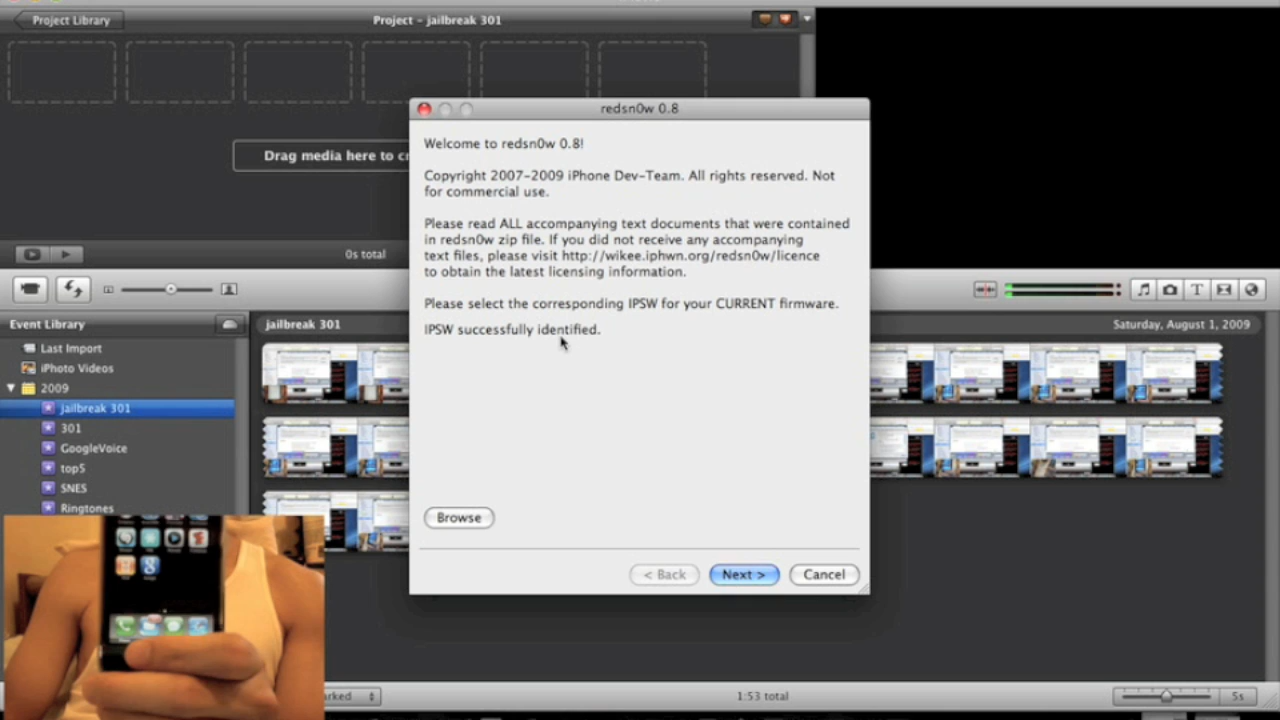 Project Library
Project - jailbreak 301
Drag media here to cr
0s total
redsn0w 0.8
Welcome to redsn0w 0.8!
Copyright 2007-2009 iPhone Dev-Team. All rights reserved. Not
for commercial use.
Please read ALL accompanying text documents that were contained
in redsn0w zip file. If you did not receive any accompanying
text files, please visit http://wikee.iphwn.org/redsn0w/licence
to obtain the latest licensing information.
Please select the corresponding IPSW for your CURRENT firmware.
IPSW successfully identified.
Browse
< Back
Next >
Cancel
Event Library
jailbreak 301
Saturday, August 1, 2009
Last Import
iPhoto Videos
2009
jailbreak 301
301
GoogleVoice
top5
SNES
Ringtones
rked
1:53 total
5s